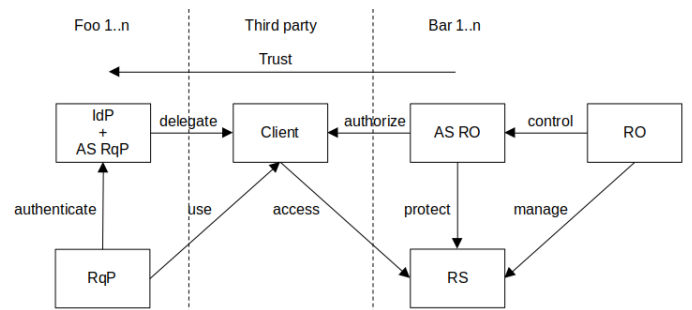 Foo 1..n
Third party
Bar 1..n
Trust
IdP
+
AS RqP
delegate
Client
authorize
AS RO
control
RO
authenticate
use
access
protect
manage
RqP
RS